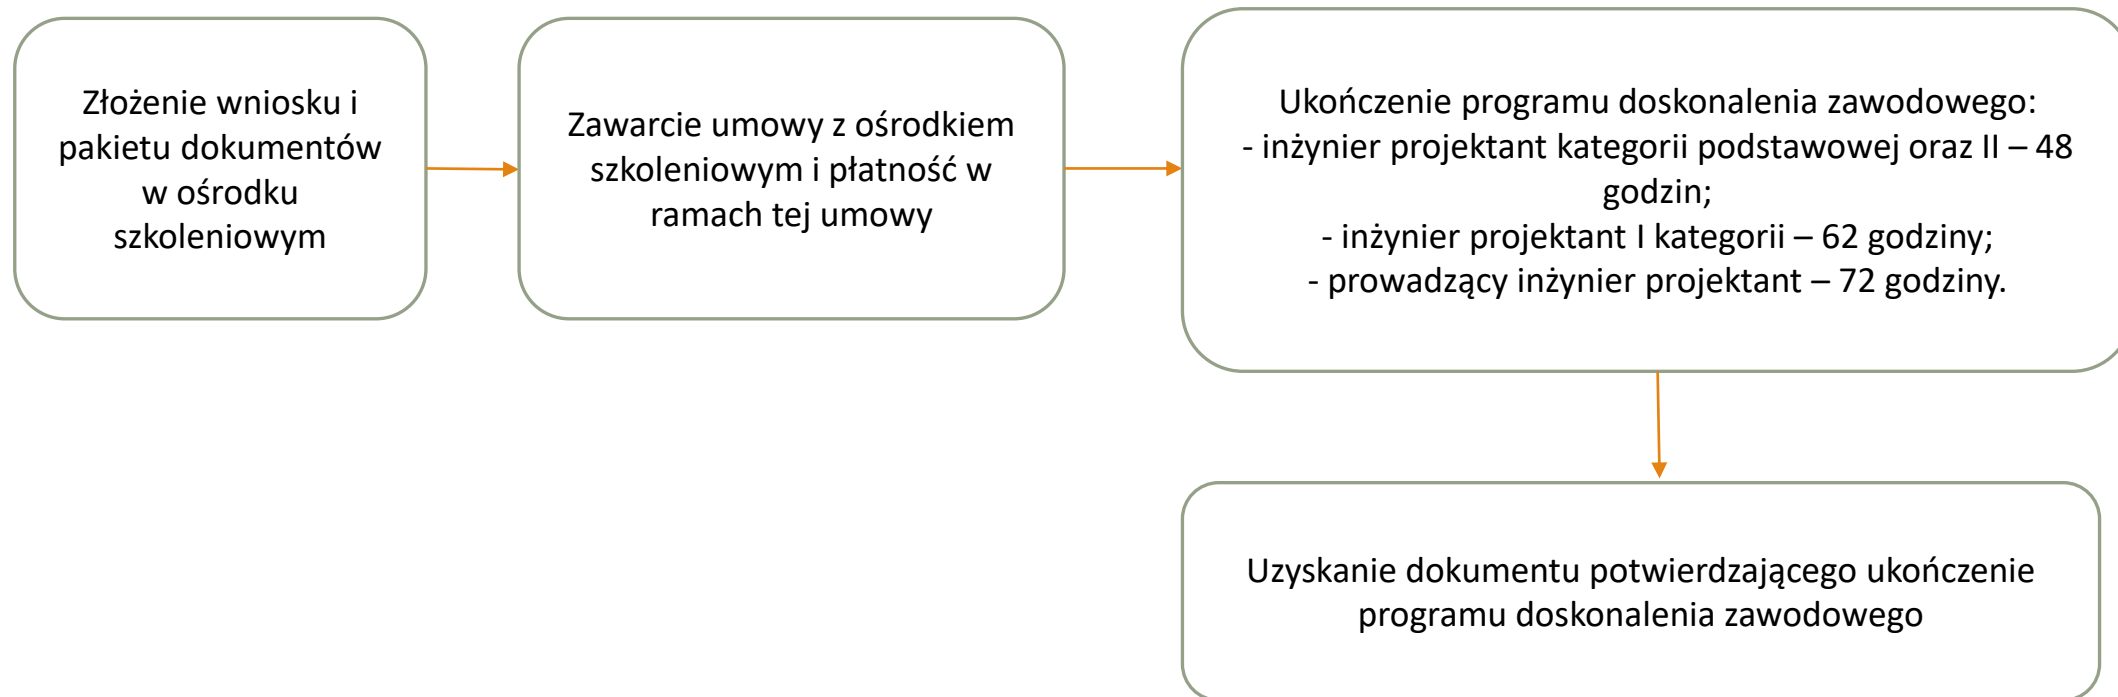 Złożenie wniosku i
pakietu dokumentów
w ośrodku
szkoleniowym
Zawarcie umowy z ośrodkiem
szkoleniowym i płatność w
ramach tej umowy
Ukończenie programu doskonalenia zawodowego:
- inżynier projektant kategorii podstawowej oraz II – 48
godzin;
- inżynier projektant I kategorii – 62 godziny;
- prowadzący inżynier projektant – 72 godziny.
Uzyskanie dokumentu potwierdzającego ukończenie
programu doskonalenia zawodowego